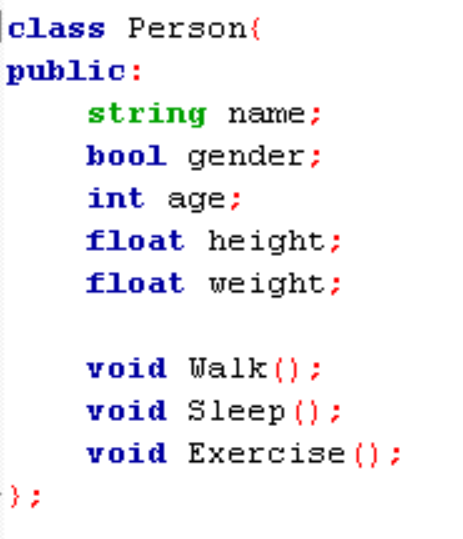 class Person{
public:
    string name;
    bool gender;
    int age;
    float height;
    float weight;

    void Walk();
    void Sleep();
    void Exercise();
};